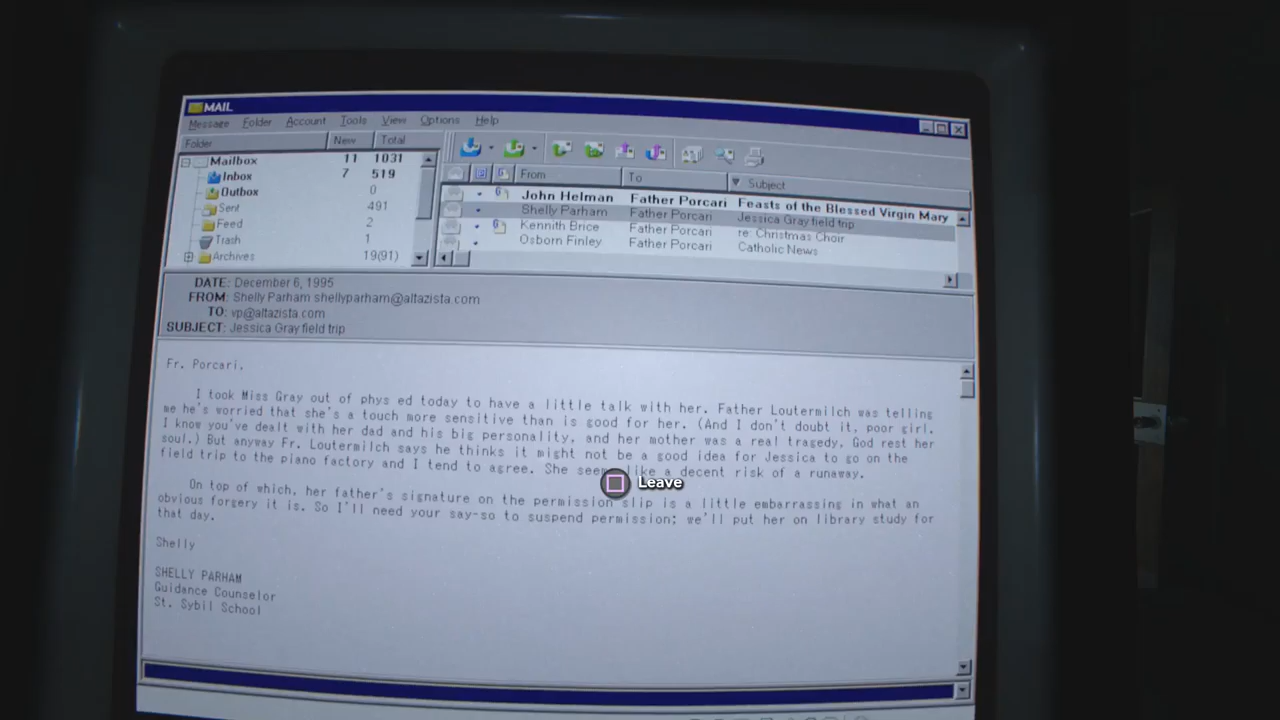 MAIL
Message Folder Account Tools View Options Help
Folder New Total
Mailbox 11 1031
Inbox 7 519
Outbox 0
Sent 491
Feed 2
Trash 1
Archives 19(91)
From To Subject
John Helman Father Porcari Feasts of the Blessed Virgin Mary
Shelly Parham Father Porcari Jessica Gray field trip
Kennith Brice Father Porcari re: Christmas Choir
Osborn Finley Father Porcari Catholic News
DATE: December 6, 1995
FROM: Shelly Parham shellyparham@altazista.com
TO: vp@altazista.com
SUBJECT: Jessica Gray field trip
Fr. Porcari,
I took Miss Gray out of phys ed today to have a little talk with her. Father Loutermilch was telling
me he's worried that she's a touch more sensitive than is good for her. (And I don't doubt it, poor girl.
I know you've dealt with her dad and his big personality, and her mother was a real tragedy, God rest her
soul.) But anyway Fr. Loutermilch says he thinks it might not be a good idea for Jessica to go on the
field trip to the piano factory and I tend to agree. She seems like a decent risk of a runaway.
On top of which, her father's signature on the permission slip is a little embarrassing in what an
obvious forgery it is. So I'll need your say-so to suspend permission; we'll put her on library study for
that day.
Leave
Shelly
SHELLY PARHAM
Guidance Counselor
St. Sybil School